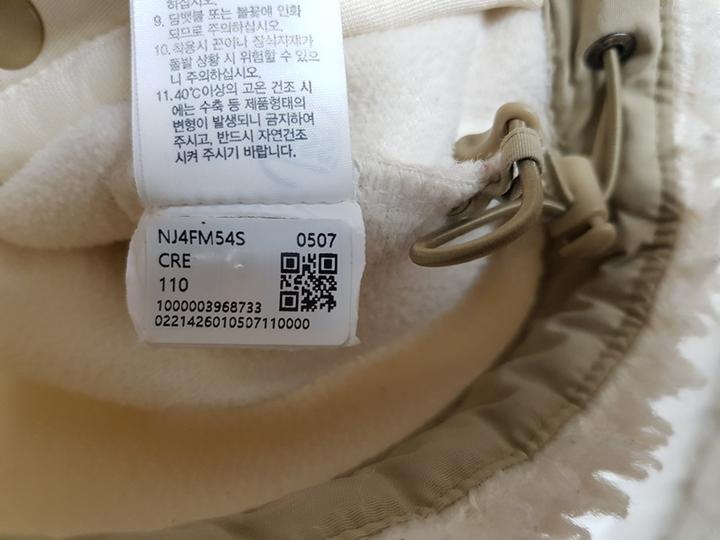 하십시오.
9. 담뱃불 또는 불꽃에 인화
되므로 주의하십시오.
10. 착용시 끈이나 장식자재가
돌발 상황 시 위험할 수 있으
니 주의하십시오.
11. 40℃이상의 고온 건조 시
에는 수축 등 제품형태의
변형이 발생되니 금지하여
주시고, 반드시 자연건조
시켜 주시기 바랍니다.
NJ4FM54S 0507
CRE
110
1000003968733
0221426010507110000